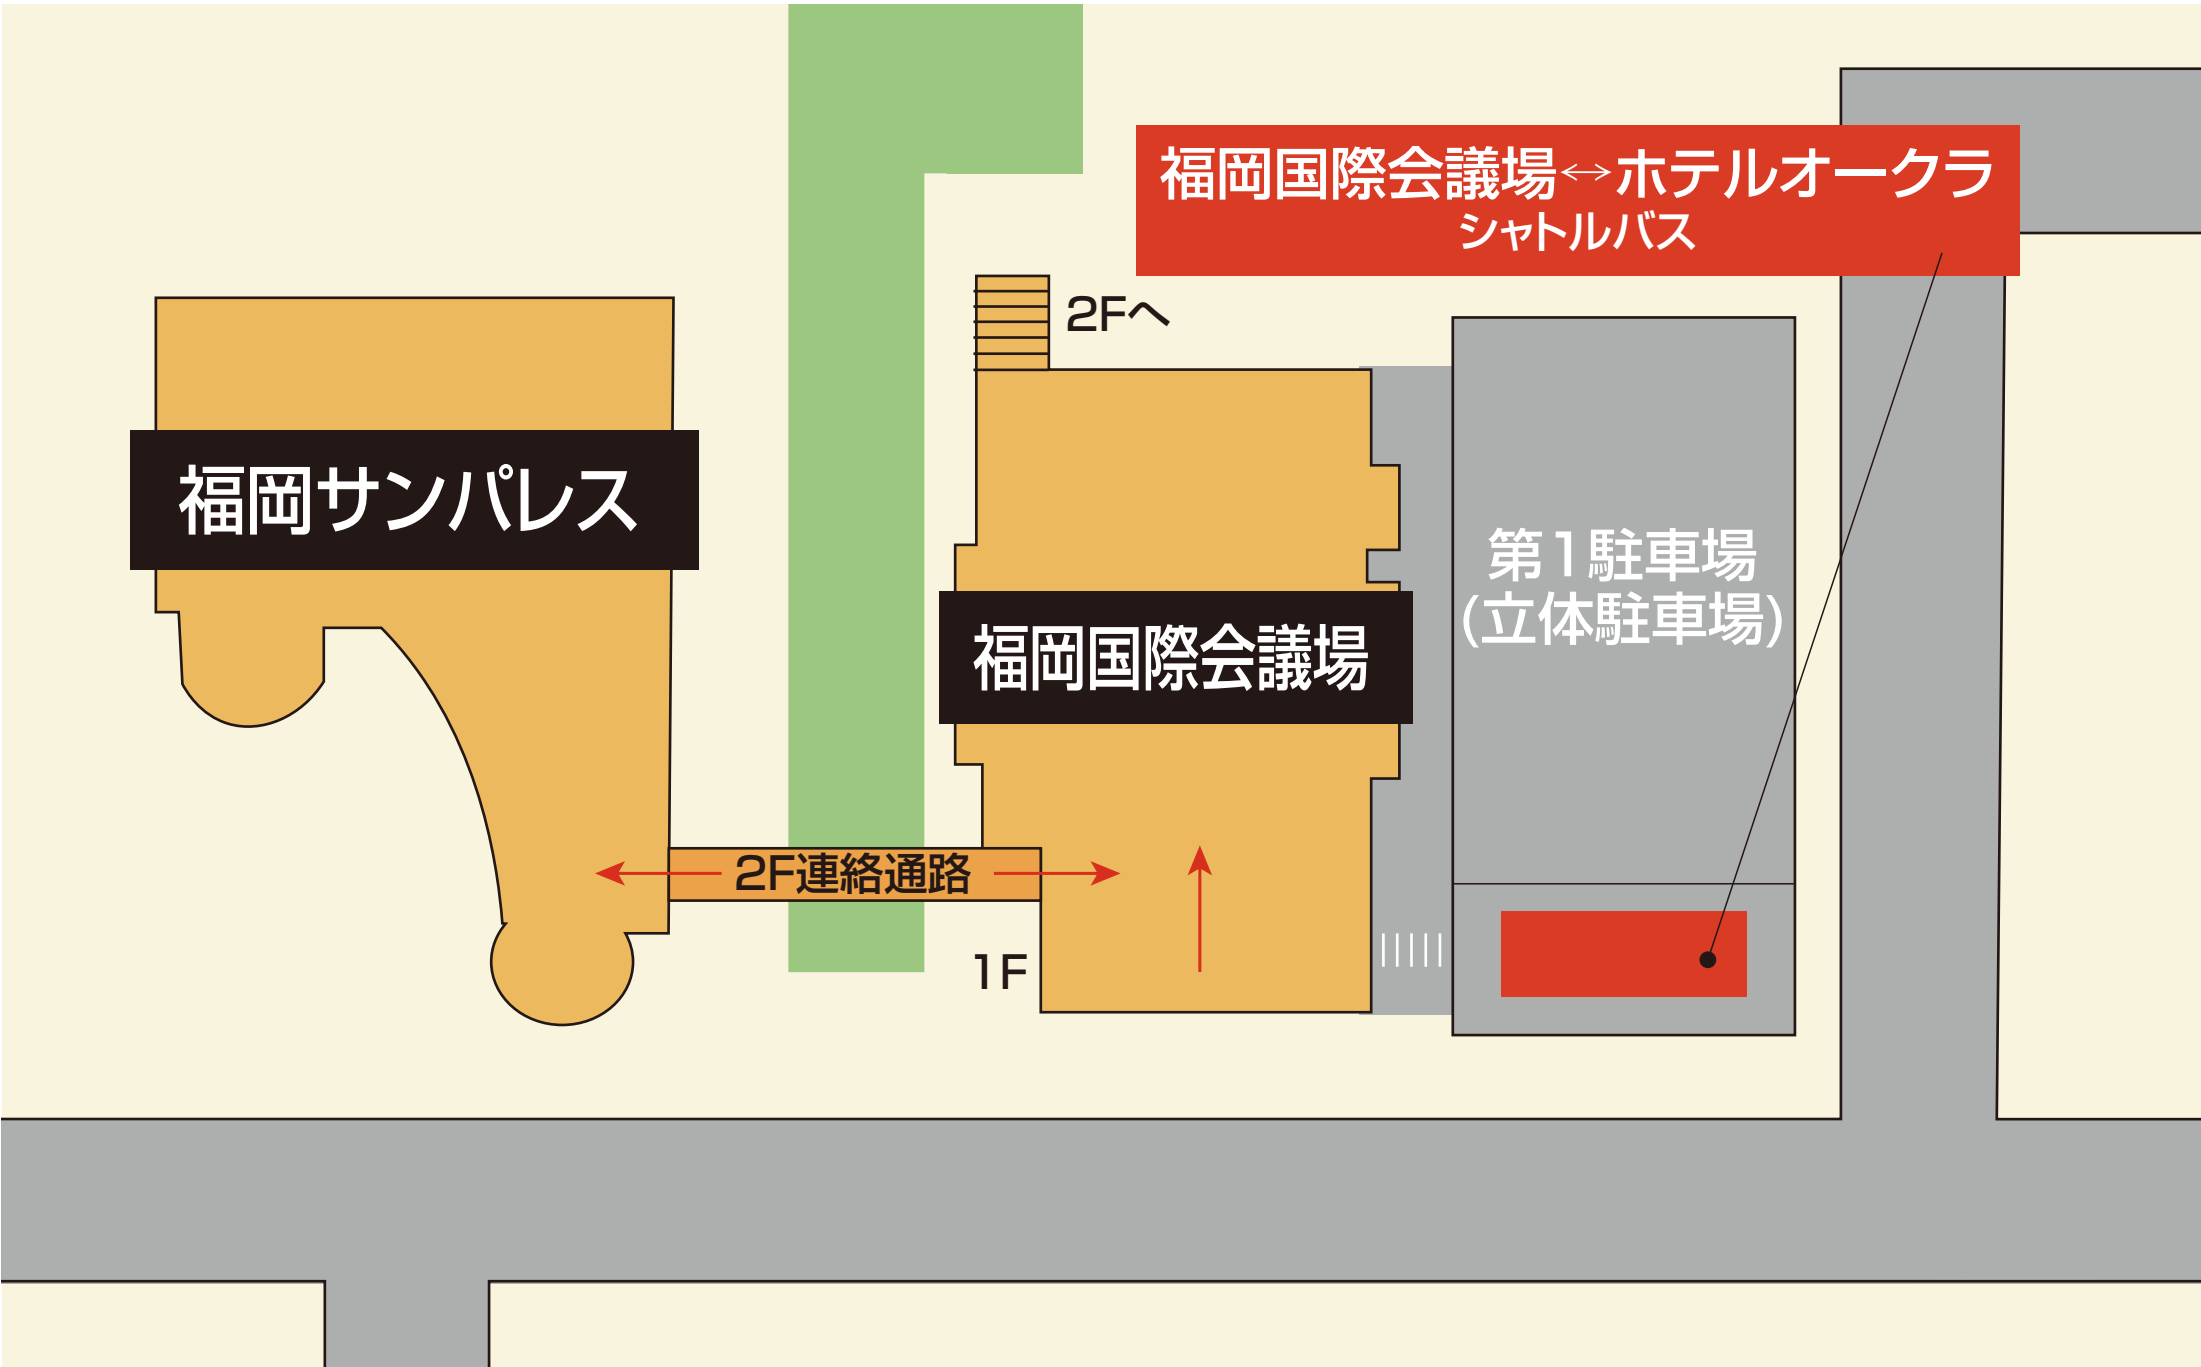 福岡国際会議場↔ホテルオークラ
シャトルバス
2Fへ
福岡サンパレス
第1駐車場
(立体駐車場)
福岡国際会議場
2F連絡通路
1F